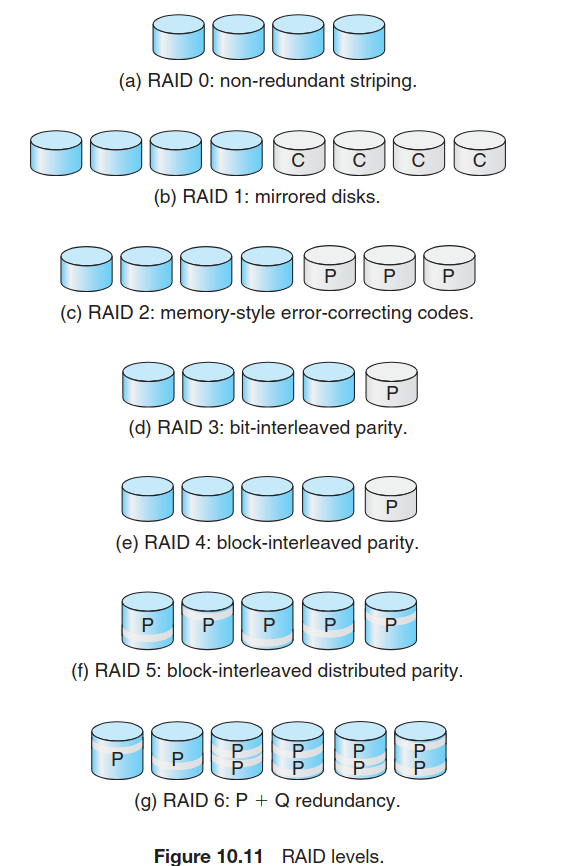 (a) RAID 0: non-redundant striping.
C C C C
(b) RAID 1: mirrored disks.
P P P
(c) RAID 2: memory-style error-correcting codes.
P
(d) RAID 3: bit-interleaved parity.
P
(e) RAID 4: block-interleaved parity.
P P P P P
(f) RAID 5: block-interleaved distributed parity.
P P P P
P P P P P P
(g) RAID 6: P + Q redundancy.
Figure 10.11 RAID levels.